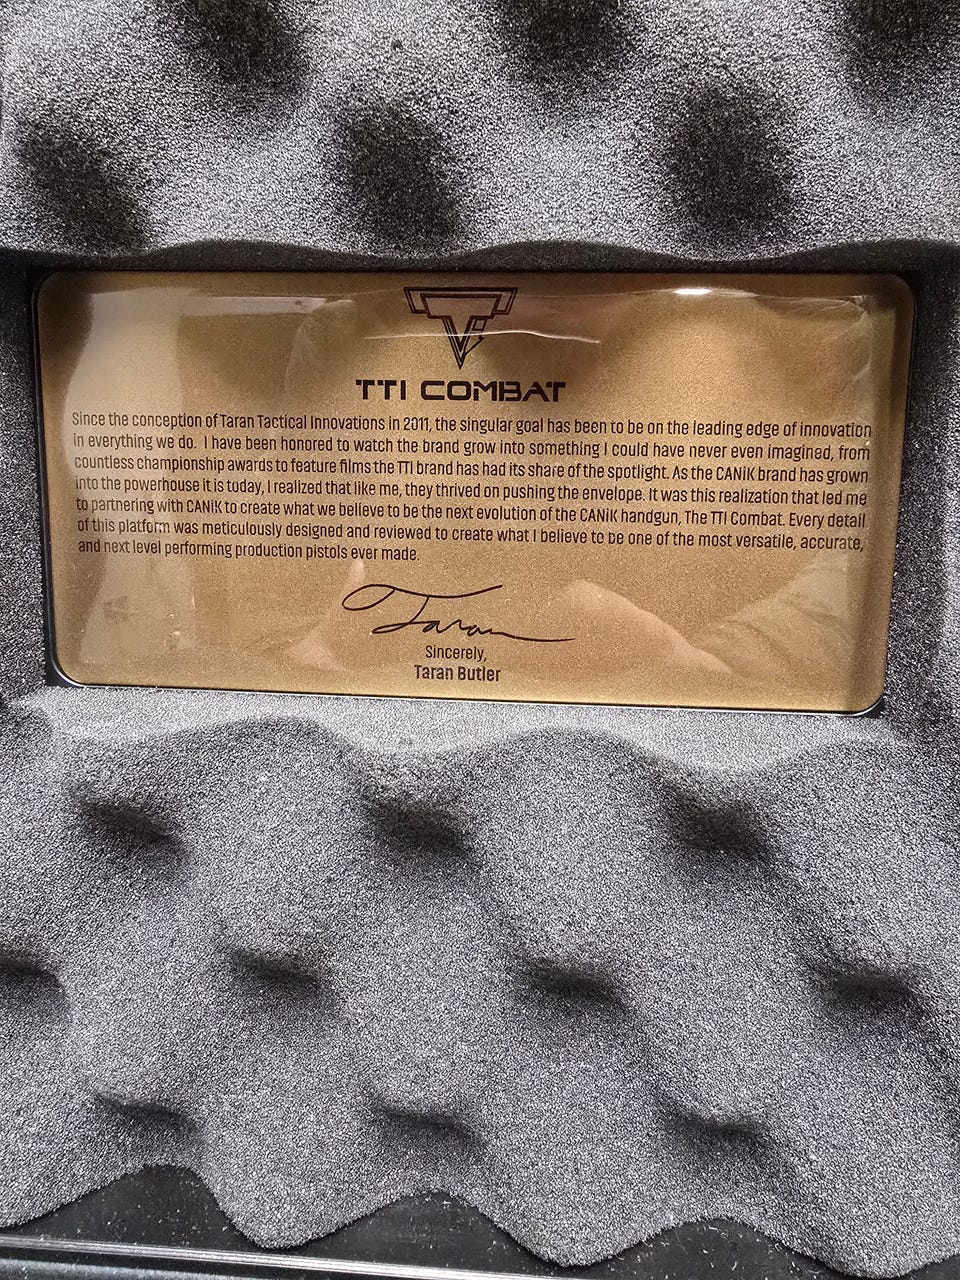 TTI COMBAT
Since the conception of Taran Tactical Innovations in 2011, the singular goal has been to be on the leading edge of innovation
in everything we do. I have been honored to watch the brand grow into something I could have never even imagined, from
countless championship awards to feature films the TTI brand has had its share of the spotlight. As the CANiK brand has grown
into the powerhouse it is today, I realized that like me, they thrived on pushing the envelope. It was this realization that led me
to partnering with CANiK to create what we believe to be the next evolution of the CANiK handgun, The TTI Combat. Every detail
of this platform was meticulously designed and reviewed to create what I believe to be one of the most versatile, accurate,
and next level performing production pistols ever made.
Taran
Sincerely,
Taran Butler